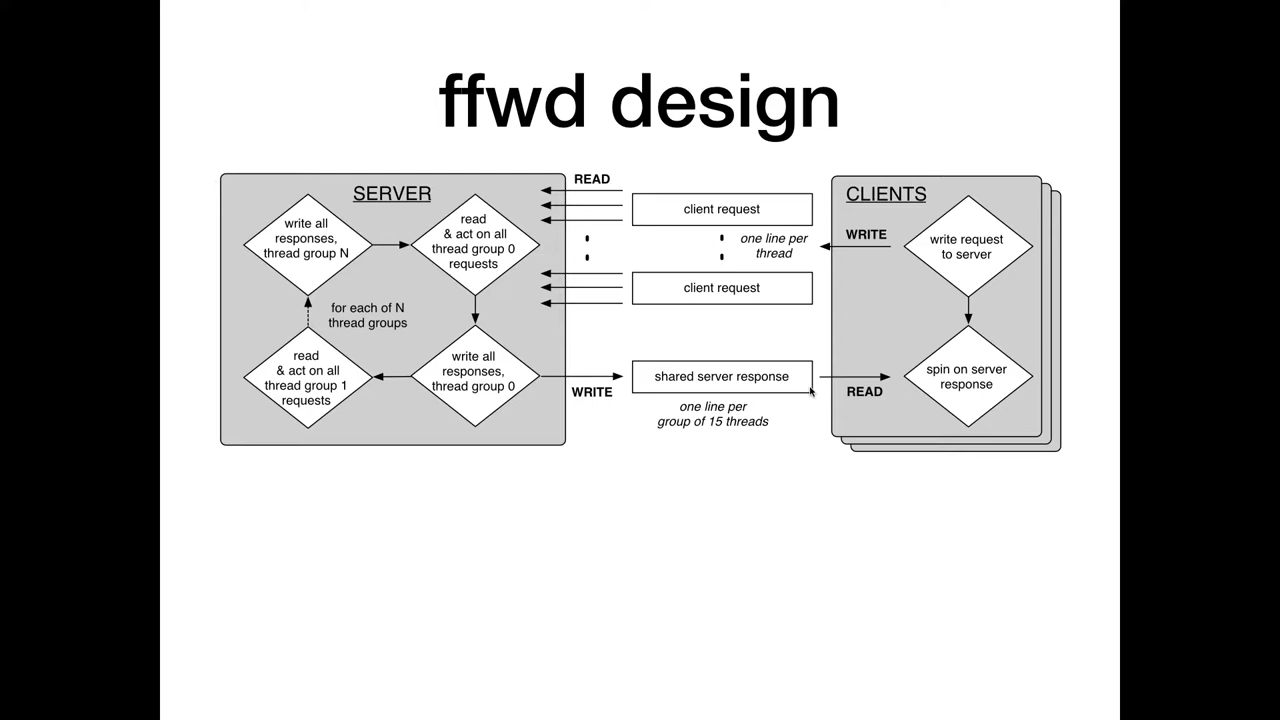 ffwd design
SERVER
write all
responses,
thread group N
read
& act on all
thread group 0
requests
for each of N
thread groups
read
& act on all
thread group 1
requests
write all
responses,
thread group 0
READ
client request
one line per
thread
client request
WRITE
shared server response
one line per
group of 15 threads
CLIENTS
WRITE
write request
to server
READ
spin on server
response